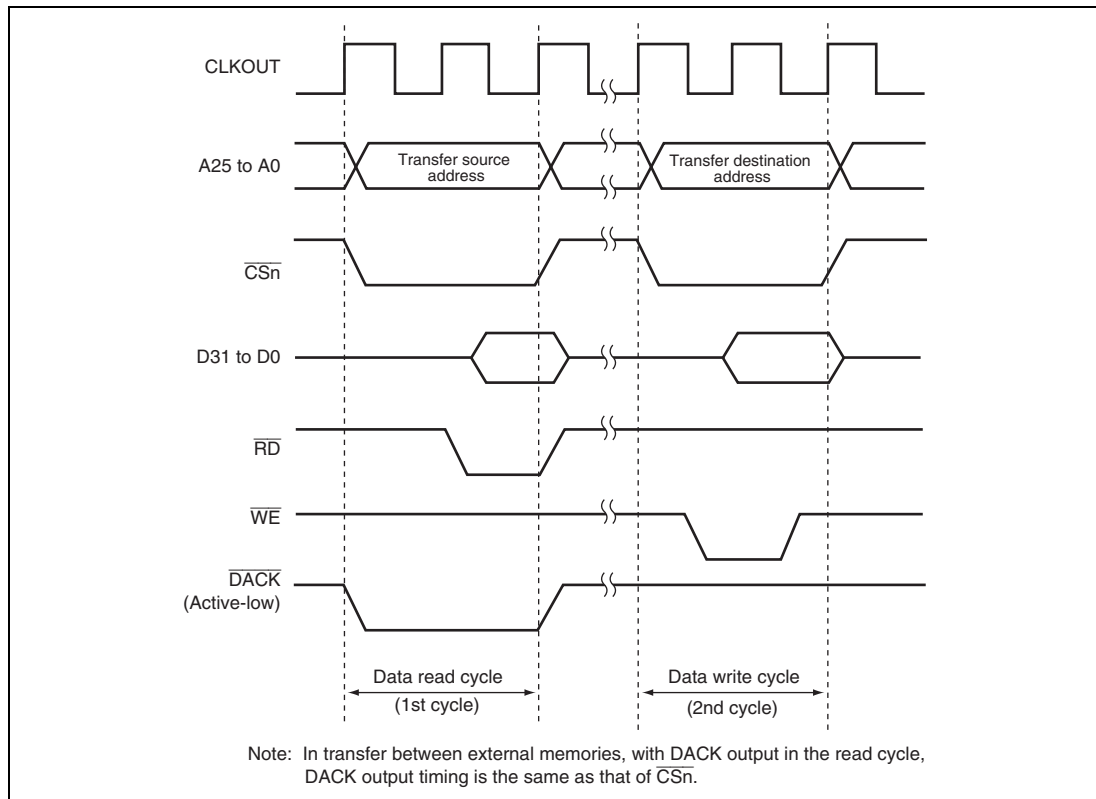 CLKOUT
A25 to A0
Transfer source
address
Transfer destination
address
CSn
D31 to D0
RD
WE
DACK
(Active-low)
Data read cycle
(1st cycle)
Data write cycle
(2nd cycle)
Note: In transfer between external memories, with DACK output in the read cycle,
DACK output timing is the same as that of CSn.